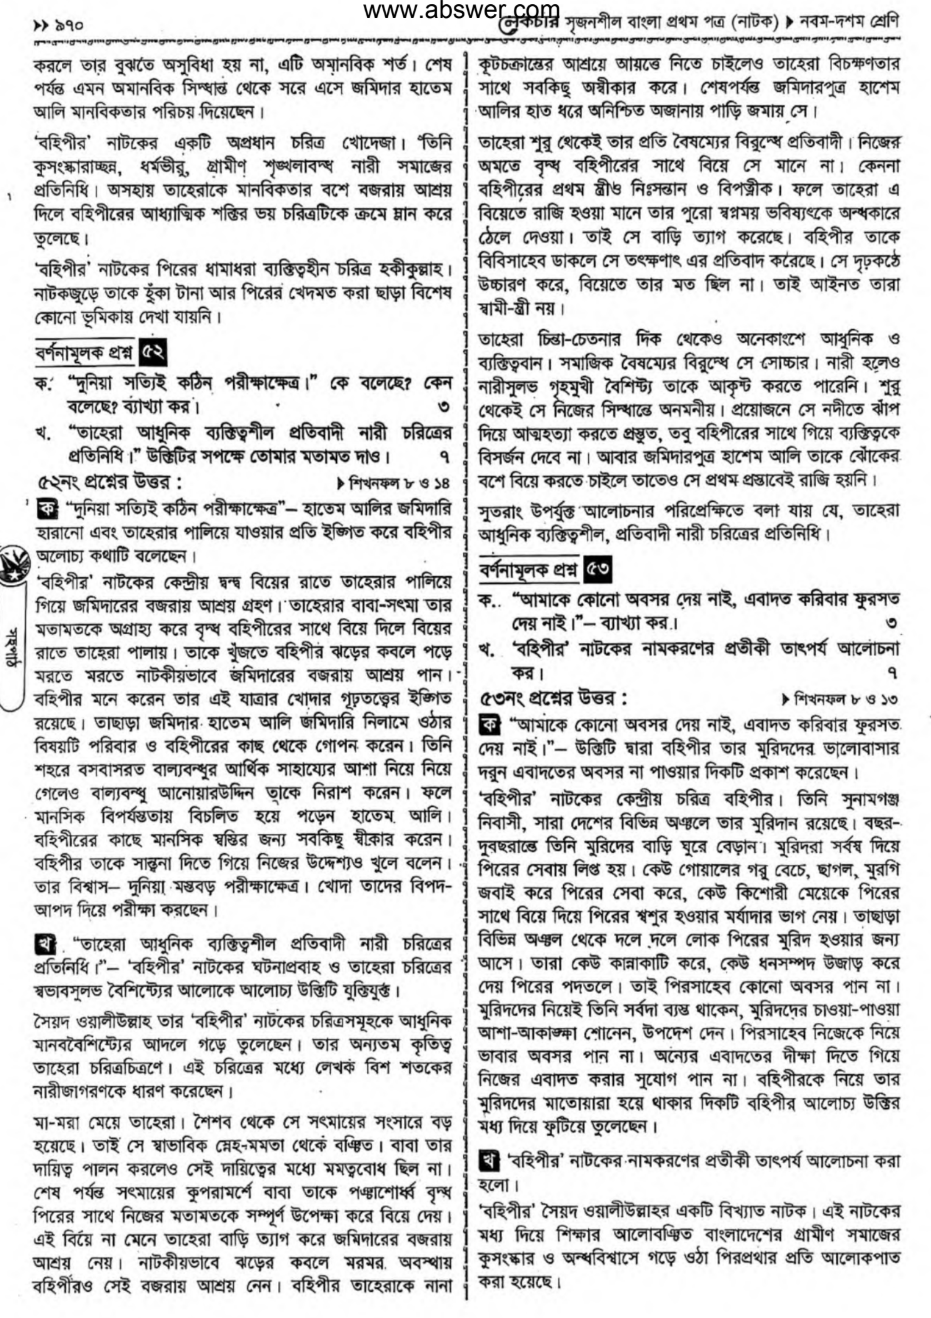 www.abswer.com
>> ৯৭০
লেকচার সৃজনশীল বাংলা প্রথম পত্র (নাটক) ▶ নবম-দশম শ্রেণি
করলে তার বুঝতে অসুবিধা হয় না, এটি অমানবিক শর্ত। শেষ
পর্যন্ত এমন অমানবিক সিদ্ধান্ত থেকে সরে এসে জমিদার হাতেম
আলি মানবিকতার পরিচয় দিয়েছেন।
'বহিপীর' নাটকের একটি অপ্রধান চরিত্র খোদেজা। তিনি
কুসংস্কারাচ্ছন্ন, ধর্মভীরু, গ্রামীণ শৃঙ্খলাবদ্ধ নারী সমাজের
প্রতিনিধি। অসহায় তাহেরাকে মানবিকতার বশে বজরায় আশ্রয়
দিলে বহিপীরের আধ্যাত্মিক শক্তির ভয় চরিত্রটিকে ক্রমে ম্লান করে
তুলেছে।
'বহিপীর' নাটকের পিরের ধামাধরা ব্যক্তিত্বহীন চরিত্র হকীকুল্লাহ।
নাটকজুড়ে তাকে হুঁকা টানা আর পিরের খেদমত করা ছাড়া বিশেষ
কোনো ভূমিকায় দেখা যায়নি।
বর্ণনামূলক প্রশ্ন ৫২
ক. "দুনিয়া সত্যিই কঠিন পরীক্ষাক্ষেত্র।" কে বলেছে? কেন
বলেছে? ব্যাখ্যা কর। ৩
খ. "তাহেরা আধুনিক ব্যক্তিত্বশীল প্রতিবাদী নারী চরিত্রের
প্রতিনিধি।" উক্তিটির সপক্ষে তোমার মতামত দাও। ৭
৫২নং প্রশ্নের উত্তর : ▶ শিখনফল ৮ ও ১৪
ক "দুনিয়া সত্যিই কঠিন পরীক্ষাক্ষেত্র"– হাতেম আলির জমিদারি
হারানো এবং তাহেরার পালিয়ে যাওয়ার প্রতি ইঙ্গিত করে বহিপীর
আলোচ্য কথাটি বলেছেন।
'বহিপীর' নাটকের কেন্দ্রীয় দ্বন্দ্ব বিয়ের রাতে তাহেরার পালিয়ে
গিয়ে জমিদারের বজরায় আশ্রয় গ্রহণ। তাহেরার বাবা-সৎমা তার
মতামতকে অগ্রাহ্য করে বৃদ্ধ বহিপীরের সাথে বিয়ে দিলে বিয়ের
রাতে তাহেরা পালায়। তাকে খুঁজতে বহিপীর ঝড়ের কবলে পড়ে
মরতে মরতে নাটকীয়ভাবে জমিদারের বজরায় আশ্রয় পান।
বহিপীর মনে করেন তার এই যাত্রার খোদার গূঢ়তত্ত্বের ইঙ্গিত
রয়েছে। তাছাড়া জমিদার হাতেম আলি জমিদারি নিলামে ওঠার
বিষয়টি পরিবার ও বহিপীরের কাছ থেকে গোপন করেন। তিনি
শহরে বসবাসরত বাল্যবন্ধুর আর্থিক সাহায্যের আশা নিয়ে নিয়ে
গেলেও বাল্যবন্ধু আনোয়ারউদ্দিন তাকে নিরাশ করেন। ফলে
মানসিক বিপর্যস্ততায় বিচলিত হয়ে পড়েন হাতেম আলি।
বহিপীরের কাছে মানসিক স্বস্তির জন্য সবকিছু স্বীকার করেন।
বহিপীর তাকে সান্ত্বনা দিতে গিয়ে নিজের উদ্দেশ্যও খুলে বলেন।
তার বিশ্বাস– দুনিয়া মস্তবড় পরীক্ষাক্ষেত্র। খোদা তাদের বিপদ-
আপদ দিয়ে পরীক্ষা করছেন।
খ "তাহেরা আধুনিক ব্যক্তিত্বশীল প্রতিবাদী নারী চরিত্রের
প্রতিনিধি।"– 'বহিপীর' নাটকের ঘটনাপ্রবাহ ও তাহেরা চরিত্রের
স্বভাবসুলভ বৈশিষ্ট্যের আলোকে আলোচ্য উক্তিটি যুক্তিযুক্ত।
সৈয়দ ওয়ালীউল্লাহ তার 'বহিপীর' নাটকের চরিত্রসমূহকে আধুনিক
মানববৈশিষ্ট্যের আদলে গড়ে তুলেছেন। তার অন্যতম কৃতিত্ব
তাহেরা চরিত্রচিত্রণে। এই চরিত্রের মধ্যে লেখক বিশ শতকের
নারীজাগরণকে ধারণ করেছেন।
মা-মরা মেয়ে তাহেরা। শৈশব থেকে সে সৎমায়ের সংসারে বড়
হয়েছে। তাই সে স্বাভাবিক স্নেহ-মমতা থেকে বঞ্চিত। বাবা তার
দায়িত্ব পালন করলেও সেই দায়িত্বের মধ্যে মমত্ববোধ ছিল না।
শেষ পর্যন্ত সৎমায়ের কুপরামর্শে বাবা তাকে পঞ্চাশোর্ধ্ব বৃদ্ধ
পিরের সাথে নিজের মতামতকে সম্পূর্ণ উপেক্ষা করে বিয়ে দেয়।
এই বিয়ে না মেনে তাহেরা বাড়ি ত্যাগ করে জমিদারের বজরায়
আশ্রয় নেয়। নাটকীয়ভাবে ঝড়ের কবলে মরমর অবস্থায়
বহিপীরও সেই বজরায় আশ্রয় নেন। বহিপীর তাহেরাকে নানা
সহপাঠ
কূটচক্রান্তের আশ্রয়ে আয়ত্তে নিতে চাইলেও তাহেরা বিচক্ষণতার
সাথে সবকিছু অস্বীকার করে। শেষপর্যন্ত জমিদারপুত্র হাশেম
আলির হাত ধরে অনিশ্চিত অজানায় পাড়ি জমায় সে।
তাহেরা শুরু থেকেই তার প্রতি বৈষম্যের বিরুদ্ধে প্রতিবাদী। নিজের
অমতে বৃদ্ধ বহিপীরের সাথে বিয়ে সে মানে না। কেননা
বহিপীরের প্রথম স্ত্রীও নিঃসন্তান ও বিপত্নীক। ফলে তাহেরা এ
বিয়েতে রাজি হওয়া মানে তার পুরো স্বপ্নময় ভবিষ্যৎকে অন্ধকারে
ঠেলে দেওয়া। তাই সে বাড়ি ত্যাগ করেছে। বহিপীর তাকে
বিবিসাহেব ডাকলে সে তৎক্ষণাৎ এর প্রতিবাদ করেছে। সে দৃঢ়কণ্ঠে
উচ্চারণ করে, বিয়েতে তার মত ছিল না। তাই আইনত তারা
স্বামী-স্ত্রী নয়।
তাহেরা চিন্তা-চেতনার দিক থেকেও অনেকাংশে আধুনিক ও
ব্যক্তিত্ববান। সমাজিক বৈষম্যের বিরুদ্ধে সে সোচ্চার। নারী হলেও
নারীসুলভ গৃহমুখী বৈশিষ্ট্য তাকে আকৃষ্ট করতে পারেনি। শুরু
থেকেই সে নিজের সিদ্ধান্তে অনমনীয়। প্রয়োজনে সে নদীতে ঝাঁপ
দিয়ে আত্মহত্যা করতে প্রস্তুত, তবু বহিপীরের সাথে গিয়ে ব্যক্তিত্বকে
বিসর্জন দেবে না। আবার জমিদারপুত্র হাশেম আলি তাকে ঝোঁকের
বশে বিয়ে করতে চাইলে তাতেও সে প্রথম প্রস্তাবেই রাজি হয়নি।
সুতরাং উপর্যুক্ত আলোচনার পরিপ্রেক্ষিতে বলা যায় যে, তাহেরা
আধুনিক ব্যক্তিত্বশীল, প্রতিবাদী নারী চরিত্রের প্রতিনিধি।
বর্ণনামূলক প্রশ্ন ৫৩
ক. "আমাকে কোনো অবসর দেয় নাই, এবাদত করিবার ফুরসত
দেয় নাই।"– ব্যাখ্যা কর। ৩
খ. 'বহিপীর' নাটকের নামকরণের প্রতীকী তাৎপর্য আলোচনা
কর। ৭
৫৩নং প্রশ্নের উত্তর : ▶ শিখনফল ৮ ও ১৩
ক "আমাকে কোনো অবসর দেয় নাই, এবাদত করিবার ফুরসত
দেয় নাই।"– উক্তিটি দ্বারা বহিপীর তার মুরিদদের ভালোবাসার
দরুন এবাদতের অবসর না পাওয়ার দিকটি প্রকাশ করেছেন।
'বহিপীর' নাটকের কেন্দ্রীয় চরিত্র বহিপীর। তিনি সুনামগঞ্জ
নিবাসী, সারা দেশের বিভিন্ন অঞ্চলে তার মুরিদান রয়েছে। বছর-
দুবছরান্তে তিনি মুরিদের বাড়ি ঘুরে বেড়ান। মুরিদরা সর্বস্ব দিয়ে
পিরের সেবায় লিপ্ত হয়। কেউ গোয়ালের গরু বেচে, ছাগল, মুরগি
জবাই করে পিরের সেবা করে, কেউ কিশোরী মেয়েকে পিরের
সাথে বিয়ে দিয়ে পিরের শ্বশুর হওয়ার মর্যাদার ভাগ নেয়। তাছাড়া
বিভিন্ন অঞ্চল থেকে দলে দলে লোক পিরের মুরিদ হওয়ার জন্য
আসে। তারা কেউ কান্নাকাটি করে, কেউ ধনসম্পদ উজাড় করে
দেয় পিরের পদতলে। তাই পিরসাহেব কোনো অবসর পান না।
মুরিদদের নিয়েই তিনি সর্বদা ব্যস্ত থাকেন, মুরিদদের চাওয়া-পাওয়া
আশা-আকাঙ্ক্ষা শোনেন, উপদেশ দেন। পিরসাহেব নিজেকে নিয়ে
ভাবার অবসর পান না। অন্যের এবাদতের দীক্ষা দিতে গিয়ে
নিজের এবাদত করার সুযোগ পান না। বহিপীরকে নিয়ে তার
মুরিদদের মাতোয়ারা হয়ে থাকার দিকটি বহিপীর আলোচ্য উক্তির
মধ্য দিয়ে ফুটিয়ে তুলেছেন।
খ 'বহিপীর' নাটকের নামকরণের প্রতীকী তাৎপর্য আলোচনা করা
হলো।
'বহিপীর' সৈয়দ ওয়ালীউল্লাহর একটি বিখ্যাত নাটক। এই নাটকের
মধ্য দিয়ে শিক্ষার আলোবঞ্চিত বাংলাদেশের গ্রামীণ সমাজের
কুসংস্কার ও অন্ধবিশ্বাসে গড়ে ওঠা পিরপ্রথার প্রতি আলোকপাত
করা হয়েছে।